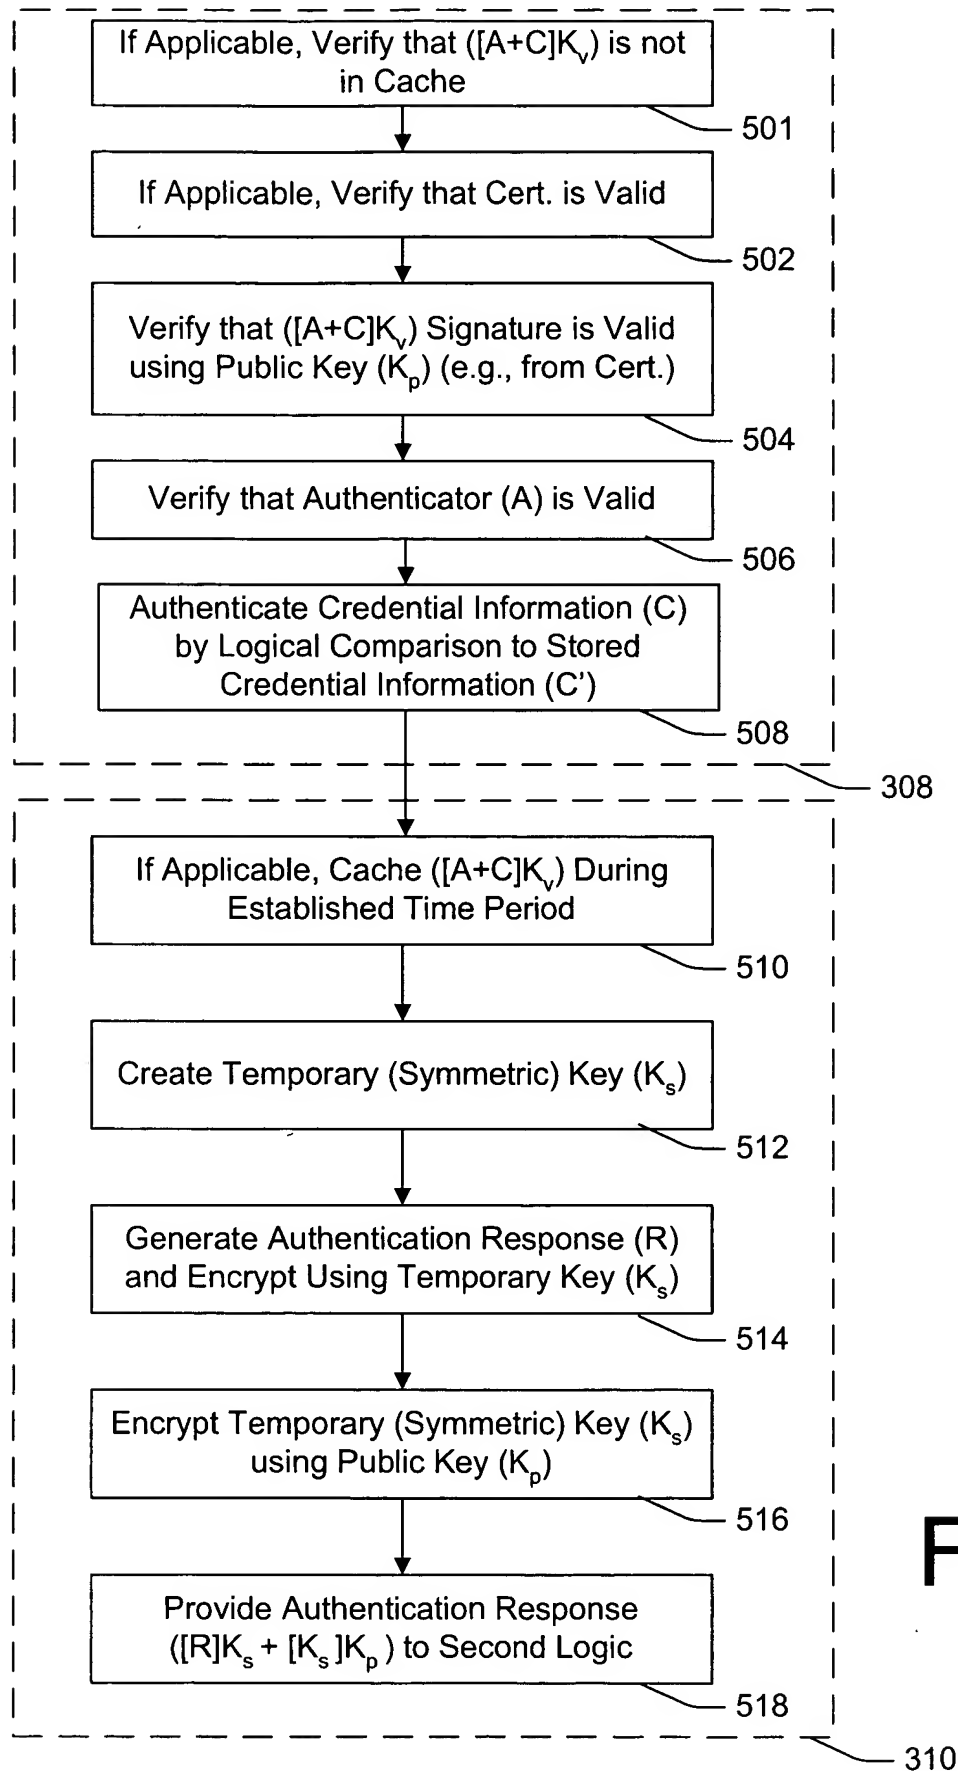 If Applicable, Verify that ([A+C]Kv) is not
in Cache
501
If Applicable, Verify that Cert. is Valid
502
Verify that ([A+C]Kv) Signature is Valid
using Public Key (Kp) (e.g., from Cert.)
504
Verify that Authenticator (A) is Valid
506
Authenticate Credential Information (C)
by Logical Comparison to Stored
Credential Information (C')
508
308
If Applicable, Cache ([A+C]Kv) During
Established Time Period
510
Create Temporary (Symmetric) Key (Ks)
512
Generate Authentication Response (R)
and Encrypt Using Temporary Key (Ks)
514
Encrypt Temporary (Symmetric) Key (Ks)
using Public Key (Kp)
516
F
Provide Authentication Response
([R]Ks + [Ks]Kp ) to Second Logic
518
310